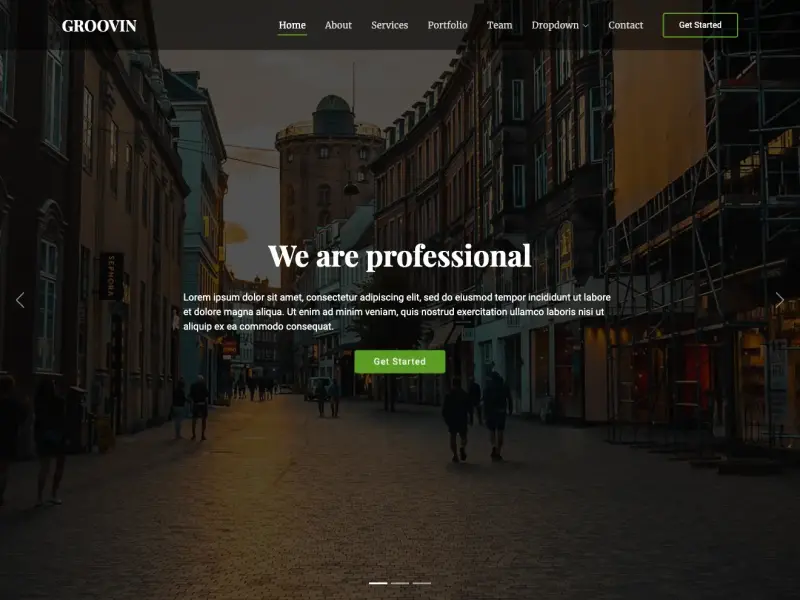 GROOVIN
Home About Services Portfolio Team Dropdown Contact Get Started
SEPHORA
We are professional
Lorem ipsum dolor sit amet, consectetur adipiscing elit, sed do eiusmod tempor incididunt ut labore
et dolore magna aliqua. Ut enim ad minim veniam, quis nostrud exercitation ullamco laboris nisi ut
aliquip ex ea commodo consequat.
Get Started